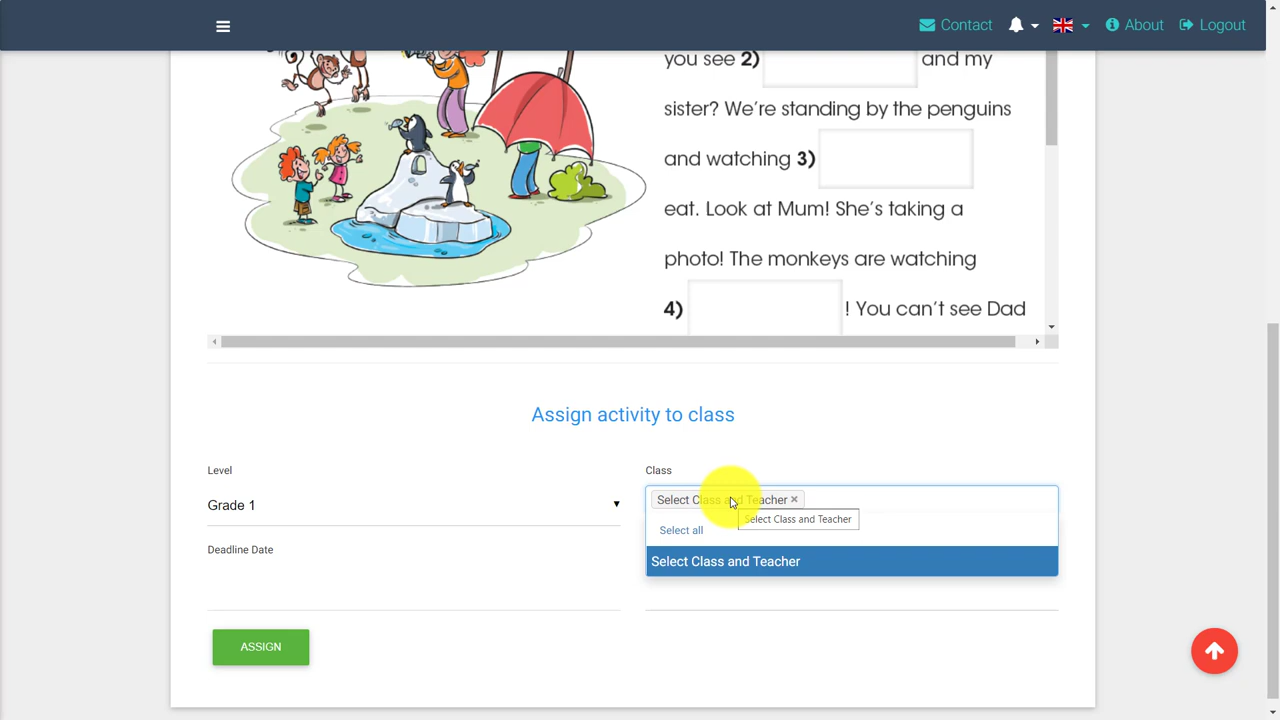 Contact
About
Logout
you see 2) and my
sister? We're standing by the penguins
and watching 3)
eat. Look at Mum! She's taking a
photo! The monkeys are watching
4) ! You can't see Dad
Assign activity to class
Level
Class
Grade 1
Select Class and Teacher ×
Select Class and Teacher
Select all
Select Class and Teacher
Deadline Date
ASSIGN